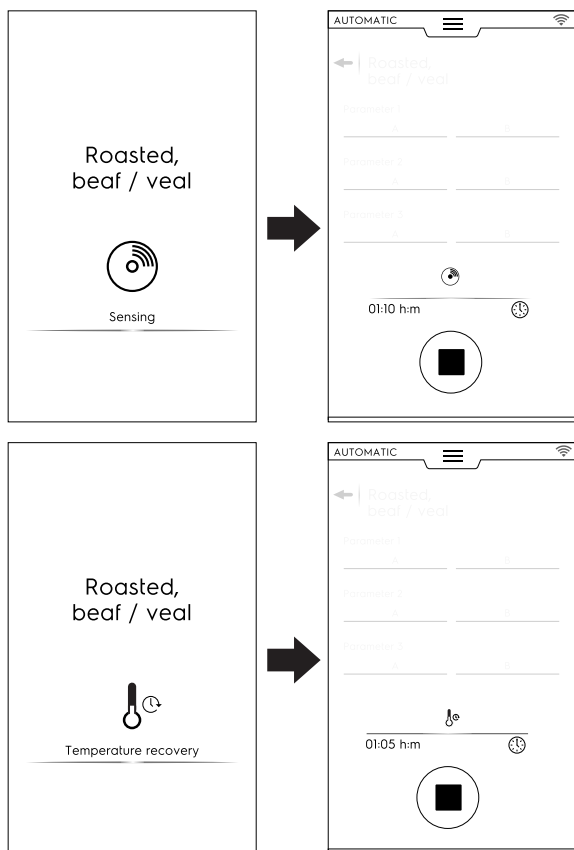 Roasted,
beaf / veal
Sensing
AUTOMATIC
Roasted,
beaf / veal
Parameter 1
A B
Parameter 2
A B
Parameter 3
A B
01:10 h:m
Roasted,
beaf / veal
Temperature recovery
AUTOMATIC
Roasted,
beaf / veal
Parameter 1
A B
Parameter 2
A B
Parameter 3
A B
01:05 h:m